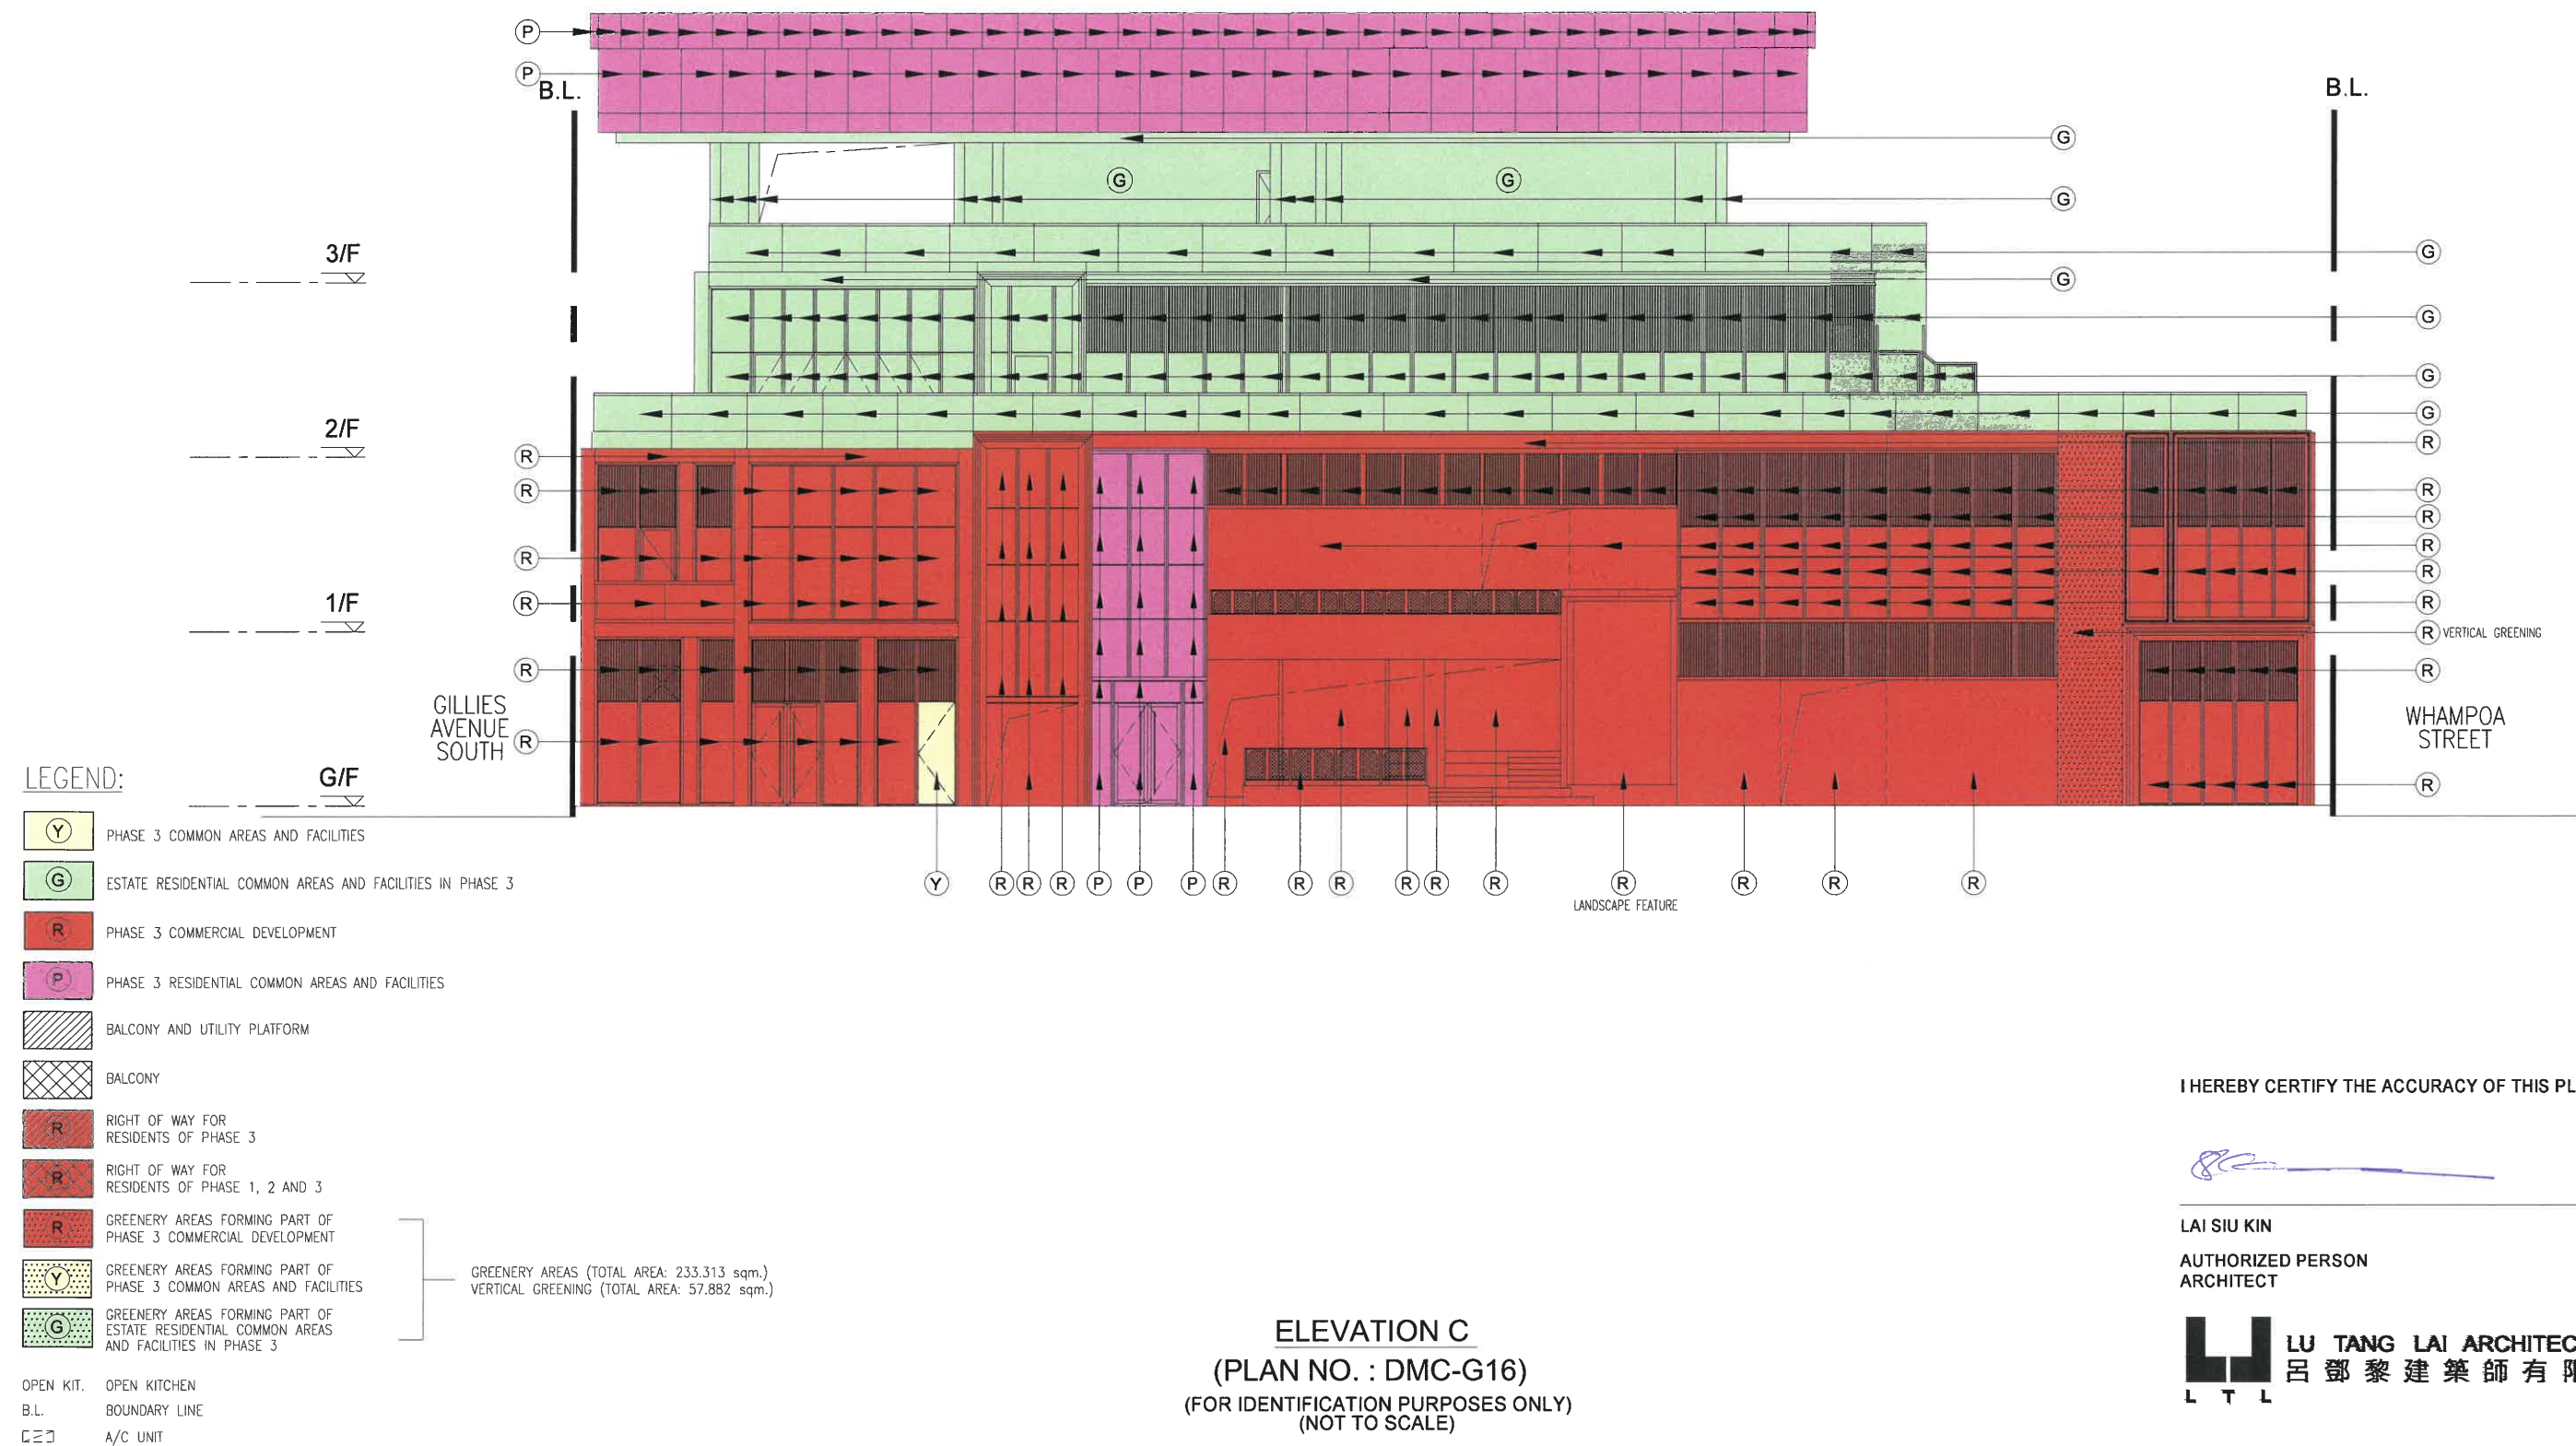 P
P
B.L.
B.L.
G
G
G
G
3/F
G
G
G
G
G
2/F
G
R
R
R
R
R
R
R
R
1/F
R
R
R VERTICAL GREENING
R
R
GILLIES
AVENUE
SOUTH
R
WHAMPOA
STREET
G/F
R
Y
R
R
R
P
P
P
R
R
R
R
R
R
R
R
R
R
LANDSCAPE FEATURE
LEGEND:
Y PHASE 3 COMMON AREAS AND FACILITIES
G ESTATE RESIDENTIAL COMMON AREAS AND FACILITIES IN PHASE 3
R PHASE 3 COMMERCIAL DEVELOPMENT
P PHASE 3 RESIDENTIAL COMMON AREAS AND FACILITIES
BALCONY AND UTILITY PLATFORM
BALCONY
R RIGHT OF WAY FOR
RESIDENTS OF PHASE 3
R RIGHT OF WAY FOR
RESIDENTS OF PHASE 1, 2 AND 3
R GREENERY AREAS FORMING PART OF
PHASE 3 COMMERCIAL DEVELOPMENT
Y GREENERY AREAS FORMING PART OF
PHASE 3 COMMON AREAS AND FACILITIES
G GREENERY AREAS FORMING PART OF
ESTATE RESIDENTIAL COMMON AREAS
AND FACILITIES IN PHASE 3
GREENERY AREAS (TOTAL AREA: 233.313 sqm.)
VERTICAL GREENING (TOTAL AREA: 57.882 sqm.)
OPEN KIT. OPEN KITCHEN
B.L. BOUNDARY LINE
A/C UNIT
ELEVATION C
(PLAN NO. : DMC-G16)
(FOR IDENTIFICATION PURPOSES ONLY)
(NOT TO SCALE)
I HEREBY CERTIFY THE ACCURACY OF THIS PL
LAI SIU KIN
AUTHORIZED PERSON
ARCHITECT
LU TANG LAI ARCHITEC
呂鄧黎建築師有限
L T L